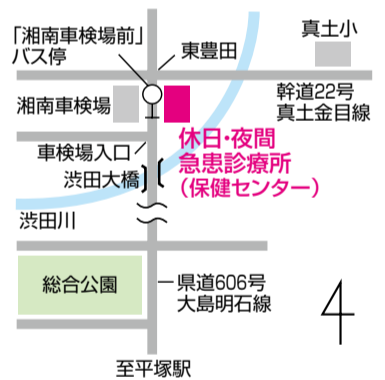 「湘南車検場前」
バス停
東豊田
真土小
湘南車検場
幹道22号
真土金目線
休日・夜間
急患診療所
（保健センター）
車検場入口
渋田大橋
渋田川
総合公園
県道606号
大島明石線
至平塚駅